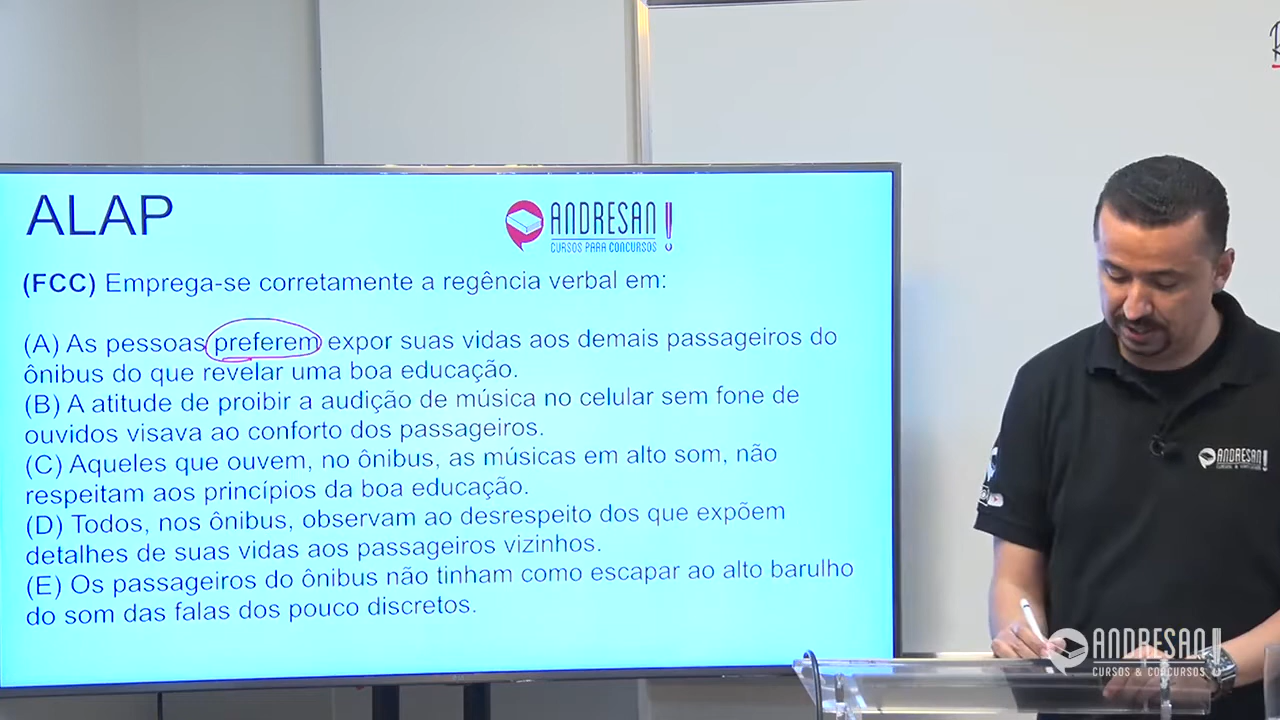 ALAP
ANDRESAN!
CURSOS PARA CONCURSOS
(FCC) Emprega-se corretamente a regência verbal em:
(A) As pessoas preferem expor suas vidas aos demais passageiros do
ônibus do que revelar uma boa educação.
(B) A atitude de proibir a audição de música no celular sem fone de
ouvidos visava ao conforto dos passageiros.
(C) Aqueles que ouvem, no ônibus, as músicas em alto som, não
respeitam aos princípios da boa educação.
(D) Todos, nos ônibus, observam ao desrespeito dos que expõem
detalhes de suas vidas aos passageiros vizinhos.
(E) Os passageiros do ônibus não tinham como escapar ao alto barulho
do som das falas dos pouco discretos.
ANDRESAN!
ANDRESAN!
CURSOS & CONCURSOS